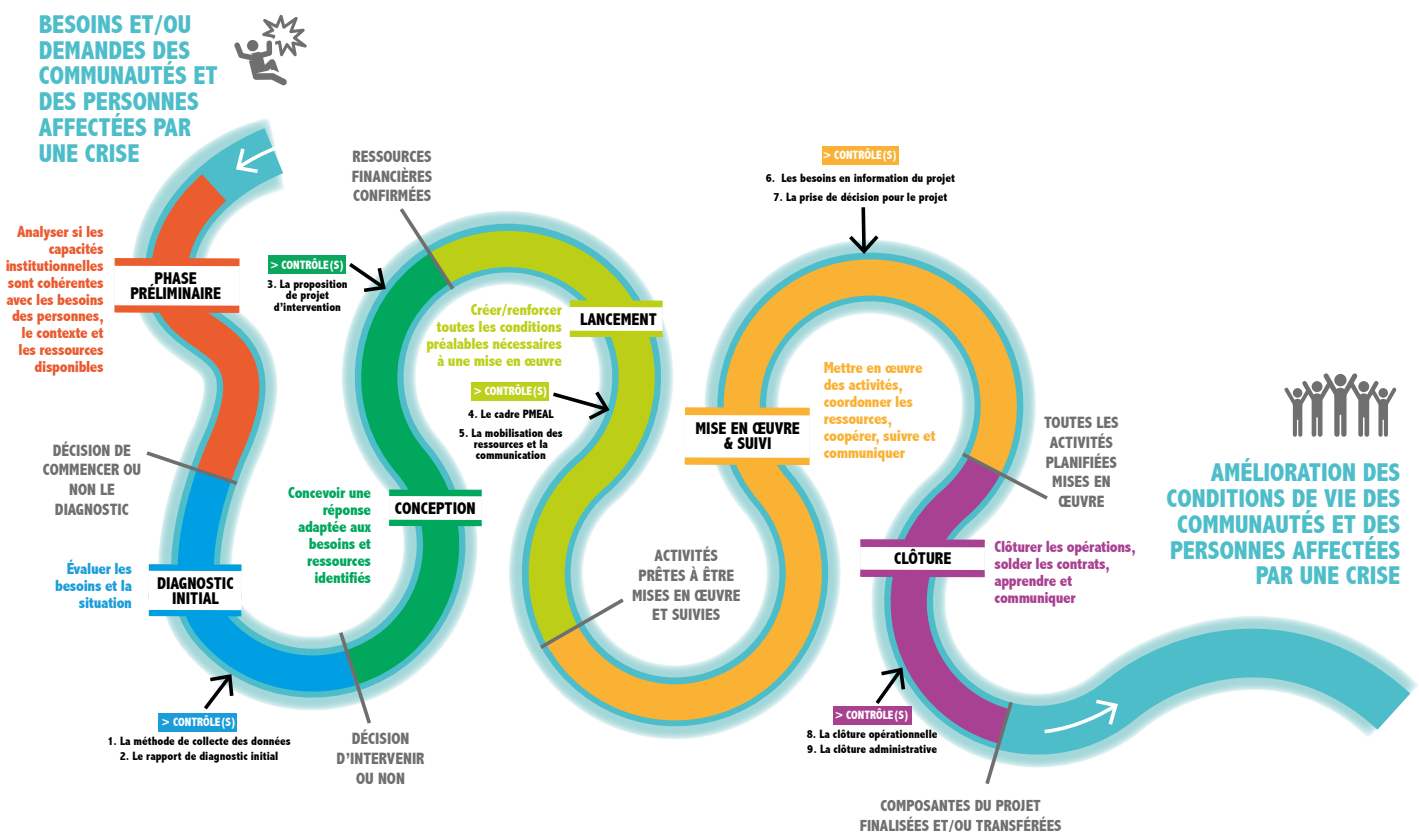 BESOINS ET/OU
DEMANDES DES
COMMUNAUTÉS ET
DES PERSONNES
AFFECTÉES PAR
UNE CRISE
Analyser si les
capacités
institutionnelles
sont cohérentes
avec les besoins
des personnes,
le contexte et
les ressources
disponibles
PHASE
PRÉLIMINAIRE
DÉCISION DE
COMMENCER OU
NON LE
DIAGNOSTIC
Évaluer les
besoins et la
situation
DIAGNOSTIC
INITIAL
> CONTRÔLE(S)
1. La méthode de collecte des données
2. Le rapport de diagnostic initial
DÉCISION
D'INTERVENIR
OU NON
Concevoir une
réponse
adaptée aux
besoins et
ressources
identifiés
CONCEPTION
> CONTRÔLE(S)
3. La proposition
de projet
d'intervention
RESSOURCES
FINANCIÈRES
CONFIRMÉES
Créer/renforcer
toutes les conditions
préalables nécessaires
à une mise en œuvre
LANCEMENT
> CONTRÔLE(S)
4. Le cadre PMEAL
5. La mobilisation des
ressources et la
communication
ACTIVITÉS
PRÊTES À ÊTRE
MISES EN ŒUVRE
ET SUIVIES
MISE EN ŒUVRE
& SUIVI
Mettre en œuvre
des activités,
coordonner les
ressources,
coopérer, suivre et
communiquer
> CONTRÔLE(S)
6. Les besoins en information du projet
7. La prise de décision pour le projet
TOUTES LES
ACTIVITÉS
PLANIFIÉES
MISES EN
ŒUVRE
CLÔTURE
Clôturer les opérations,
solder les contrats,
apprendre et
communiquer
> CONTRÔLE(S)
8. La clôture opérationnelle
9. La clôture administrative
COMPOSANTES DU PROJET
FINALISÉES ET/OU TRANSFÉRÉES
AMÉLIORATION DES
CONDITIONS DE VIE DES
COMMUNAUTÉS ET DES
PERSONNES AFFECTÉES
PAR UNE CRISE